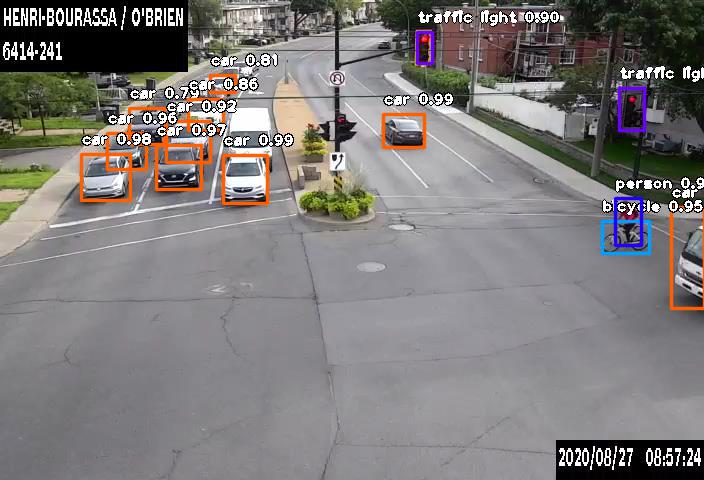 HENRI-BOURASSA / O'BRIEN
6414-241
traffic light 0.90
car 0.81
traffic
car 0.86
car 0.79
car 0.92
car 0.99
car 0.96
car 0.97
car 0.98
car 0.99
person 0.9
car
bicycle 0.95
2020/08/27 08:57:24